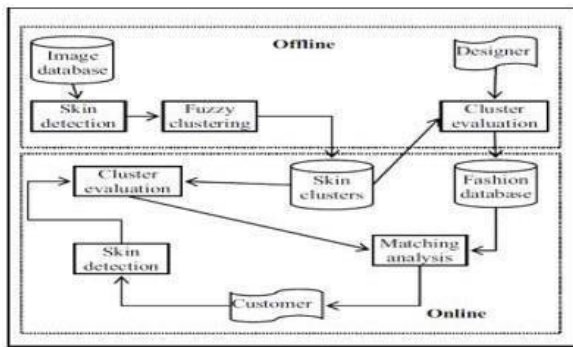 Offline
Image
database
Designer
Skin
detection
Fuzzy
clustering
Cluster
evaluation
Cluster
evaluation
Skin
clusters
Fashion
database
Skin
detection
Matching
analysis
Customer
Online